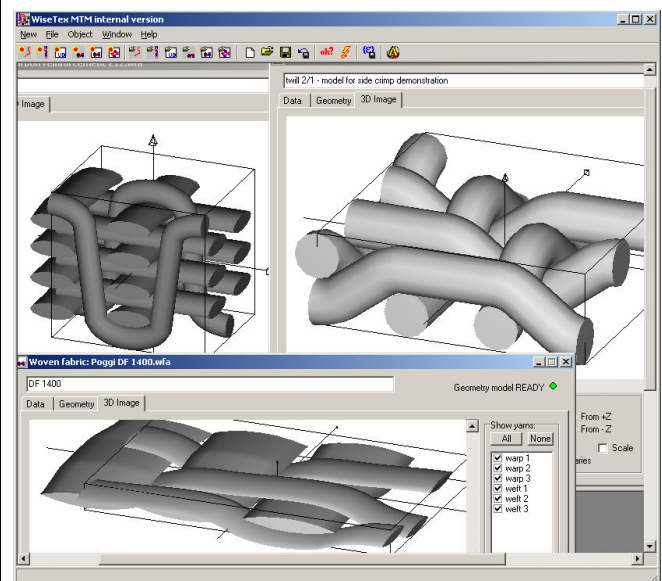 WiseTex MTM internal version
New File Object Window Help
oh!?
twill 2/1 - model for side crimp demonstration
Image
Data Geometry 3D Image
Woven fabric: Poggi DF 1400.wfa
DF 1400
Geometry model READY
Data Geometry 3D Image
Show yarns:
All None
warp 1
warp 2
warp 3
weft 1
weft 2
weft 3
From +Z
From -Z
Scale